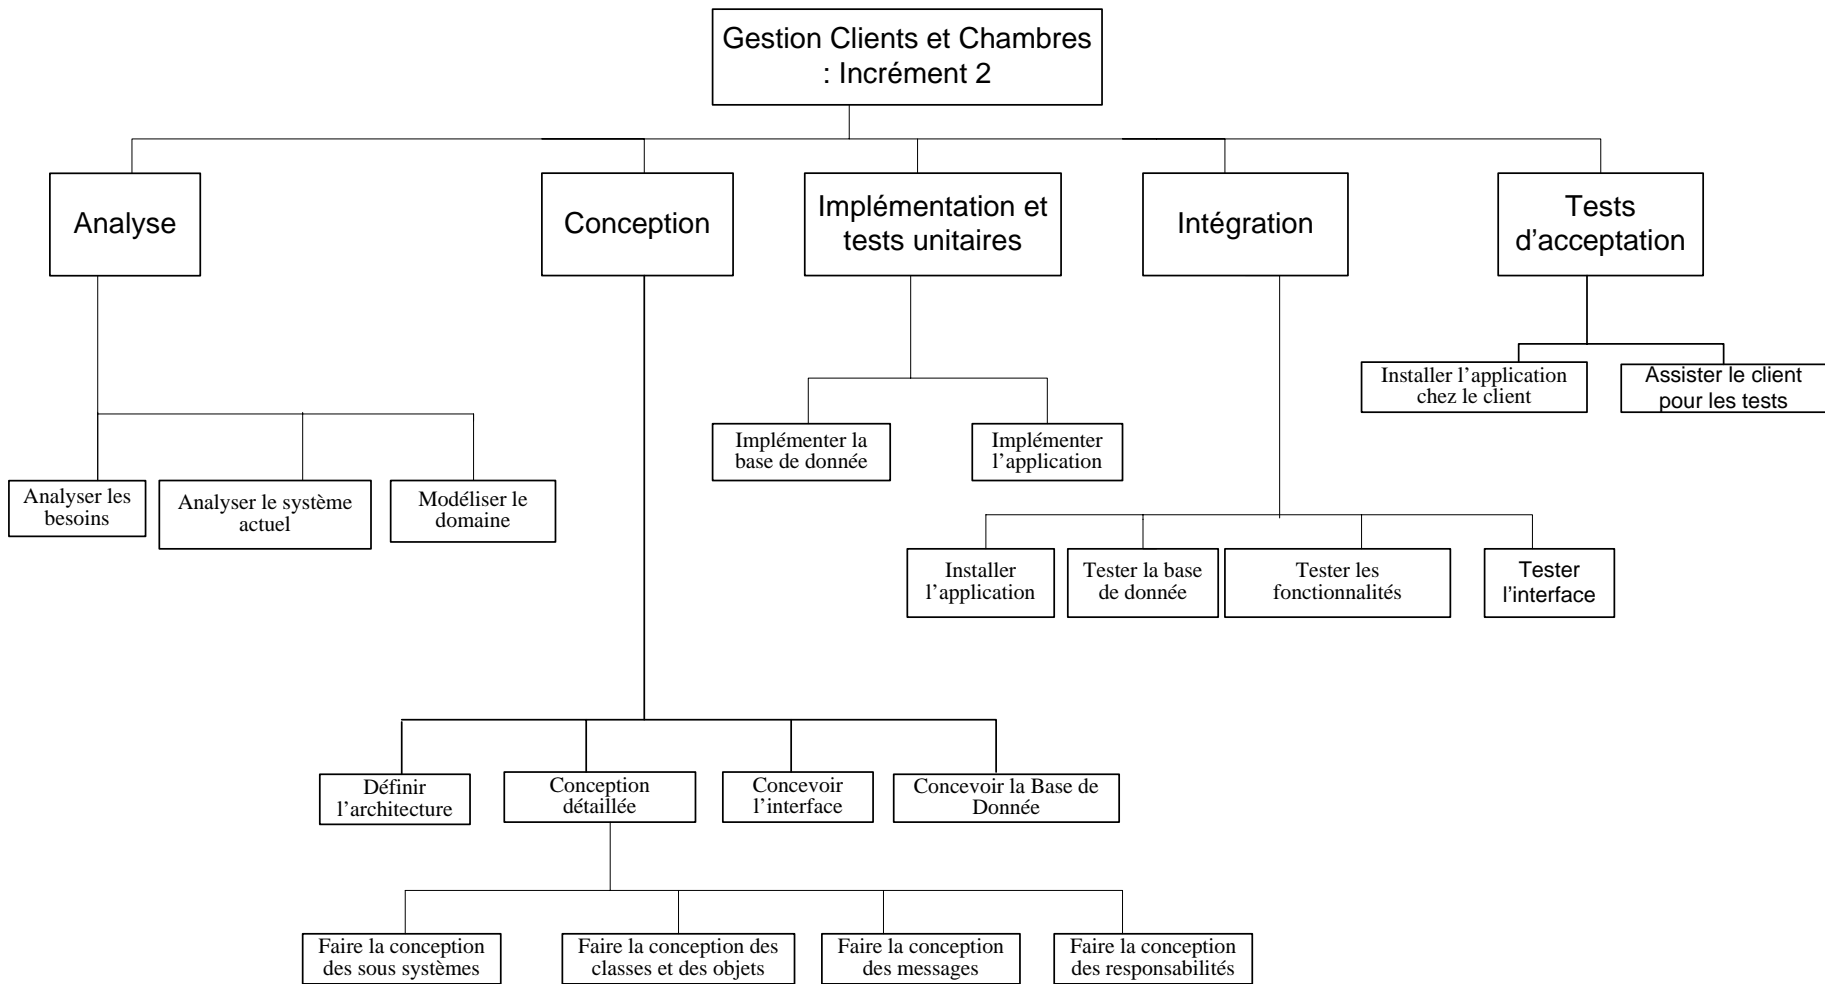 Gestion Clients et Chambres
: Incrément 2
Analyse
Conception
Implémentation et
tests unitaires
Intégration
Tests
d’acceptation
Installer l’application
chez le client
Assister le client
pour les tests
Implémenter la
base de donnée
Implémenter
l’application
Analyser les
besoins
Analyser le système
actuel
Modéliser le
domaine
Installer
l’application
Tester la base
de donnée
Tester les
fonctionnalités
Tester
l’interface
Définir
l’architecture
Conception
détaillée
Concevoir
l’interface
Concevoir la Base de
Donnée
Faire la conception
des sous systèmes
Faire la conception des
classes et des objets
Faire la conception
des messages
Faire la conception
des responsabilités